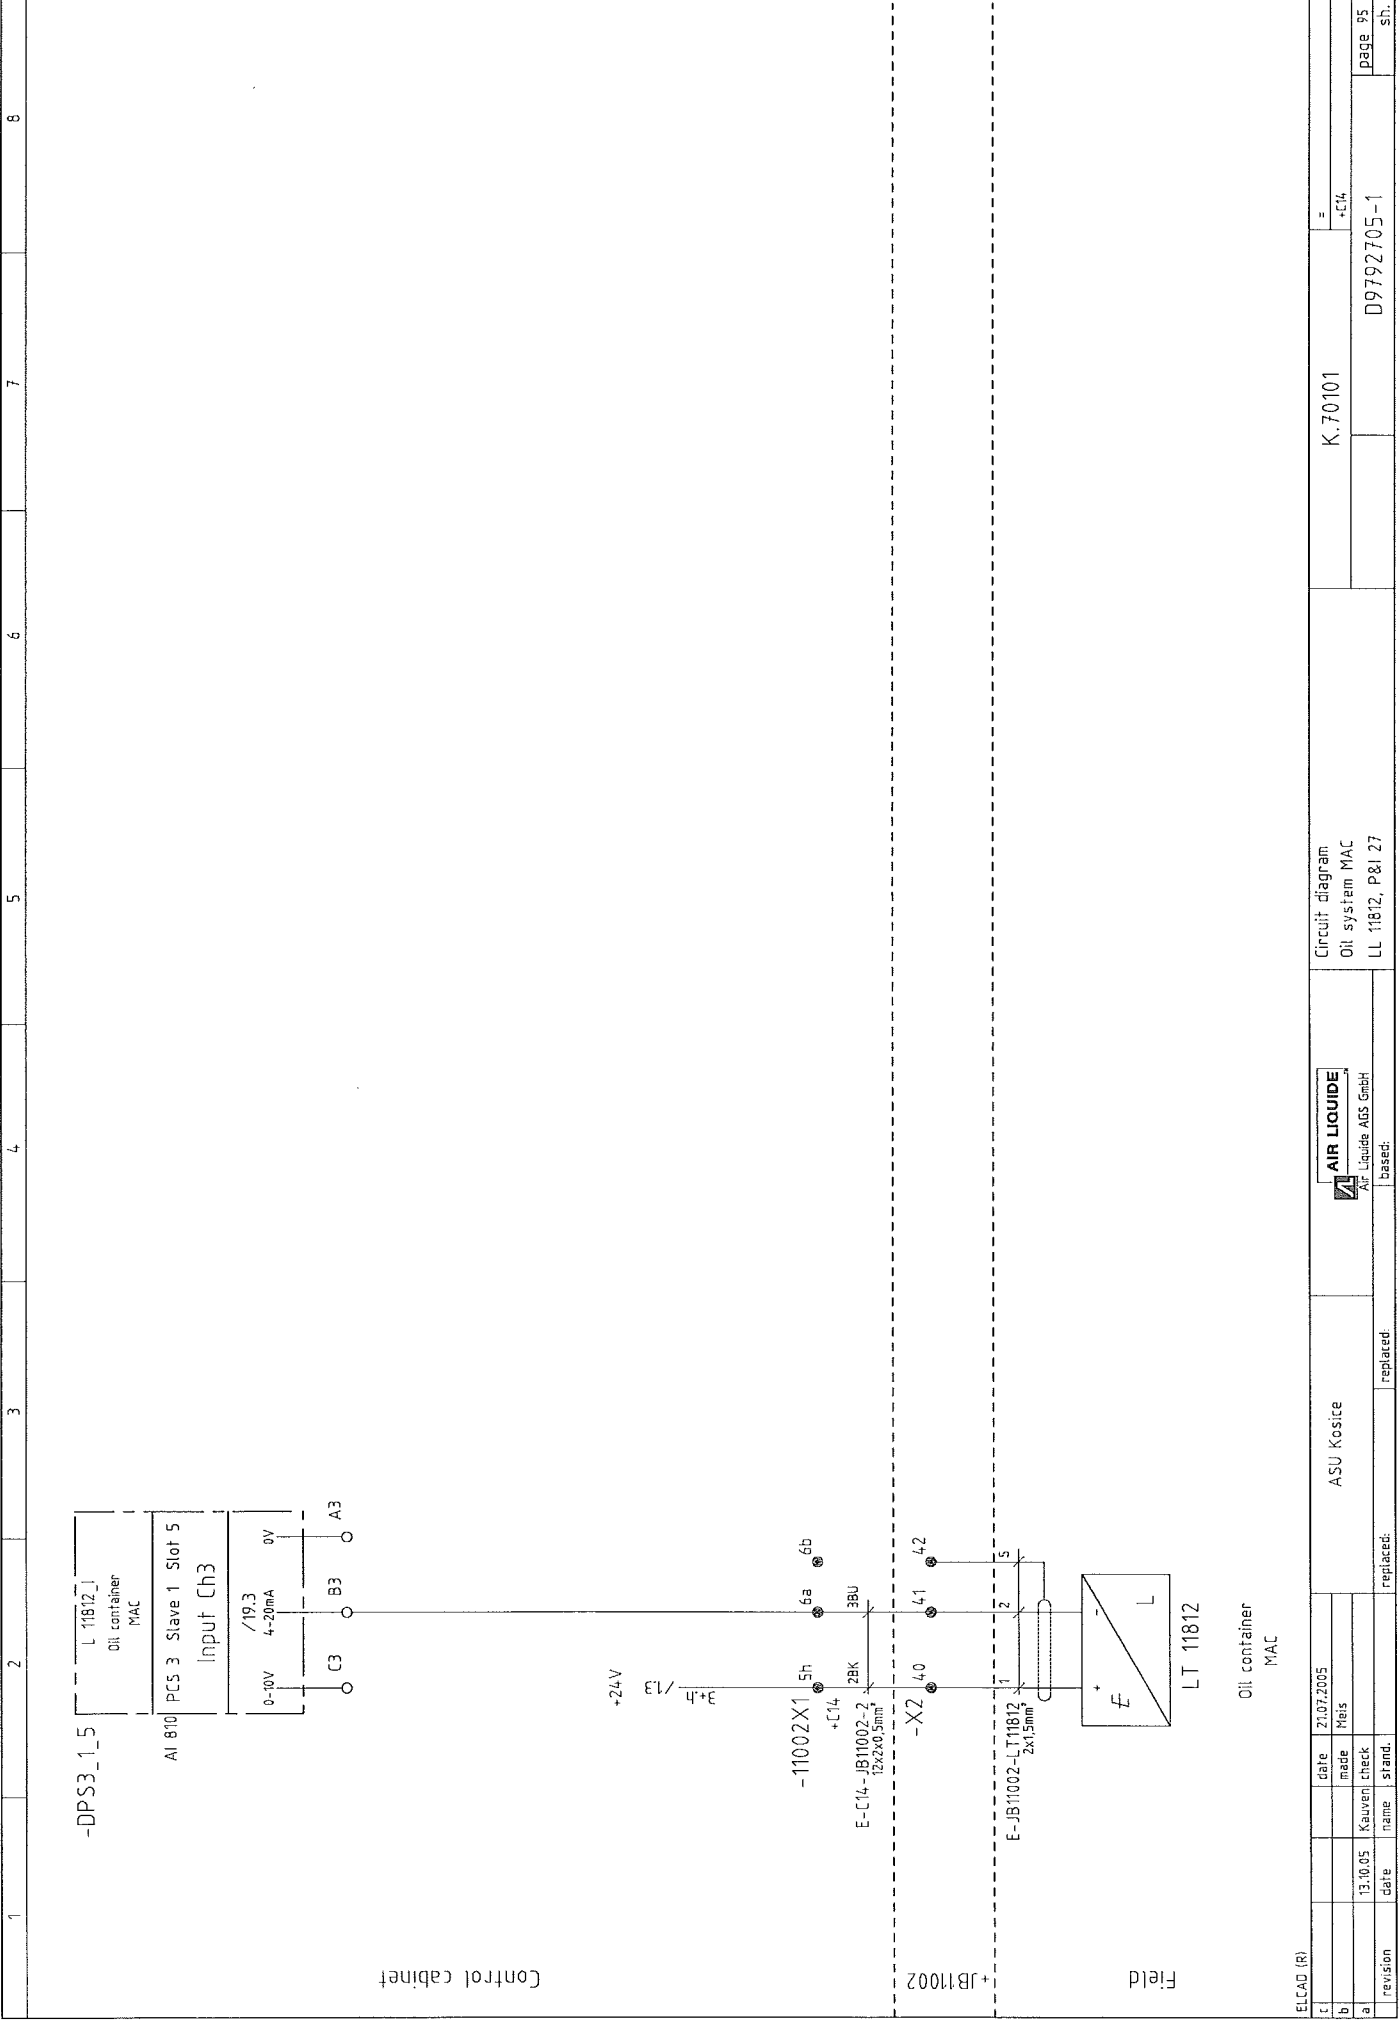 1 2 3 4 5 6 7 8
-DPS3_1_5
L 11812_I
Oil container
MAC
AI 810 PCS 3 Slave 1 Slot 5
Input Ch3
/19.3
0-10V 4-20mA 0V
C3 B3 A3
Control cabinet
+24V
3+.h /1.3
-11002X1 5h 6a 6b
+C14
2BK 3BU
E-C14-JB11002-2
12x2x0,5mm²
+JB11002
-X2 40 41 42
1 2 S
E-JB11002-LT11812
2x1,5mm²
Field
+ -
E L
LT 11812
Oil container
MAC
ELCAD (R)
c date 21.07.2005
b made Meis
a 13.10.05 Kauven check
revision date name stand.
ASU Kosice
replaced: replaced: based:
AIR LIQUIDE
Air Liquide AGS GmbH
Circuit diagram
Oil system MAC
LL 11812, P&I 27
K.70101
=
+C14
D9792705-1
page 95
sh.